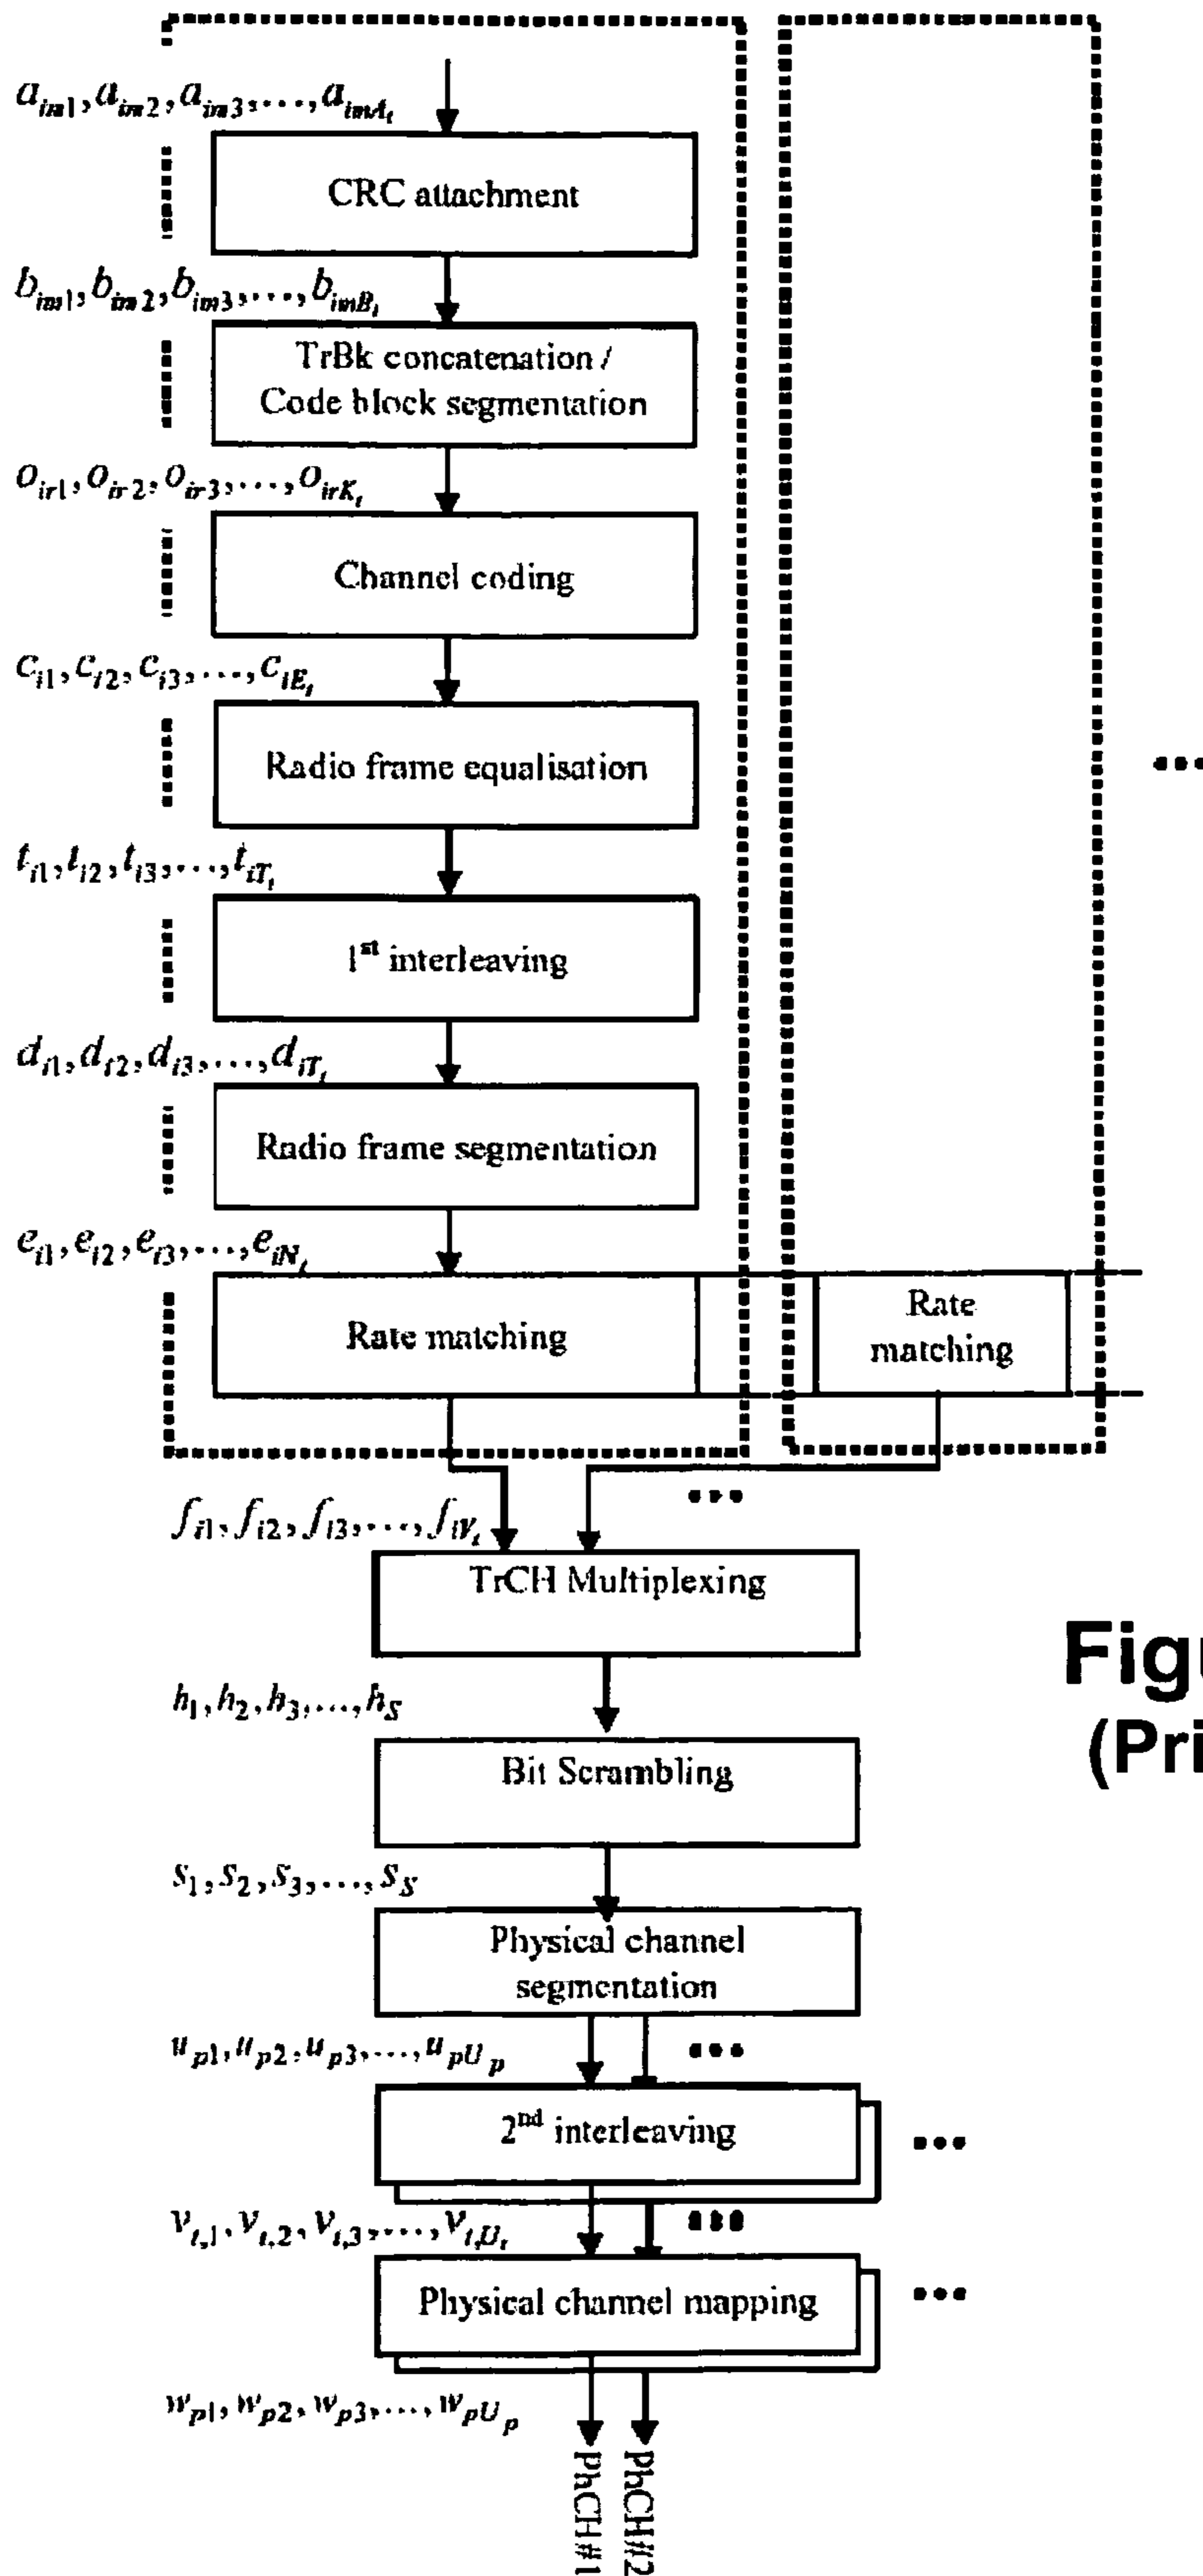 a_{im1}, a_{im2}, a_{im3}, ..., a_{imA_i}
CRC attachment
b_{im1}, b_{im2}, b_{im3}, ..., b_{imB_i}
TrBk concatenation /
Code block segmentation
o_{ir1}, o_{ir2}, o_{ir3}, ..., o_{irK_i}
Channel coding
c_{i1}, c_{i2}, c_{i3}, ..., c_{iE_i}
Radio frame equalisation
...
t_{i1}, t_{i2}, t_{i3}, ..., t_{iT_i}
1st interleaving
d_{i1}, d_{i2}, d_{i3}, ..., d_{iT_i}
Radio frame segmentation
e_{i1}, e_{i2}, e_{i3}, ..., e_{iN_i}
Rate matching
Rate
matching
...
f_{i1}, f_{i2}, f_{i3}, ..., f_{iV_i}
TrCH Multiplexing
Figu
(Pri
h_1, h_2, h_3, ..., h_S
Bit Scrambling
s_1, s_2, s_3, ..., s_S
Physical channel
segmentation
u_{p1}, u_{p2}, u_{p3}, ..., u_{pU_p}
...
2nd interleaving
...
v_{t,1}, v_{t,2}, v_{t,3}, ..., v_{t,U_t}
...
Physical channel mapping
...
w_{p1}, w_{p2}, w_{p3}, ..., w_{pU_p}
PhCH#1
PhCH#2